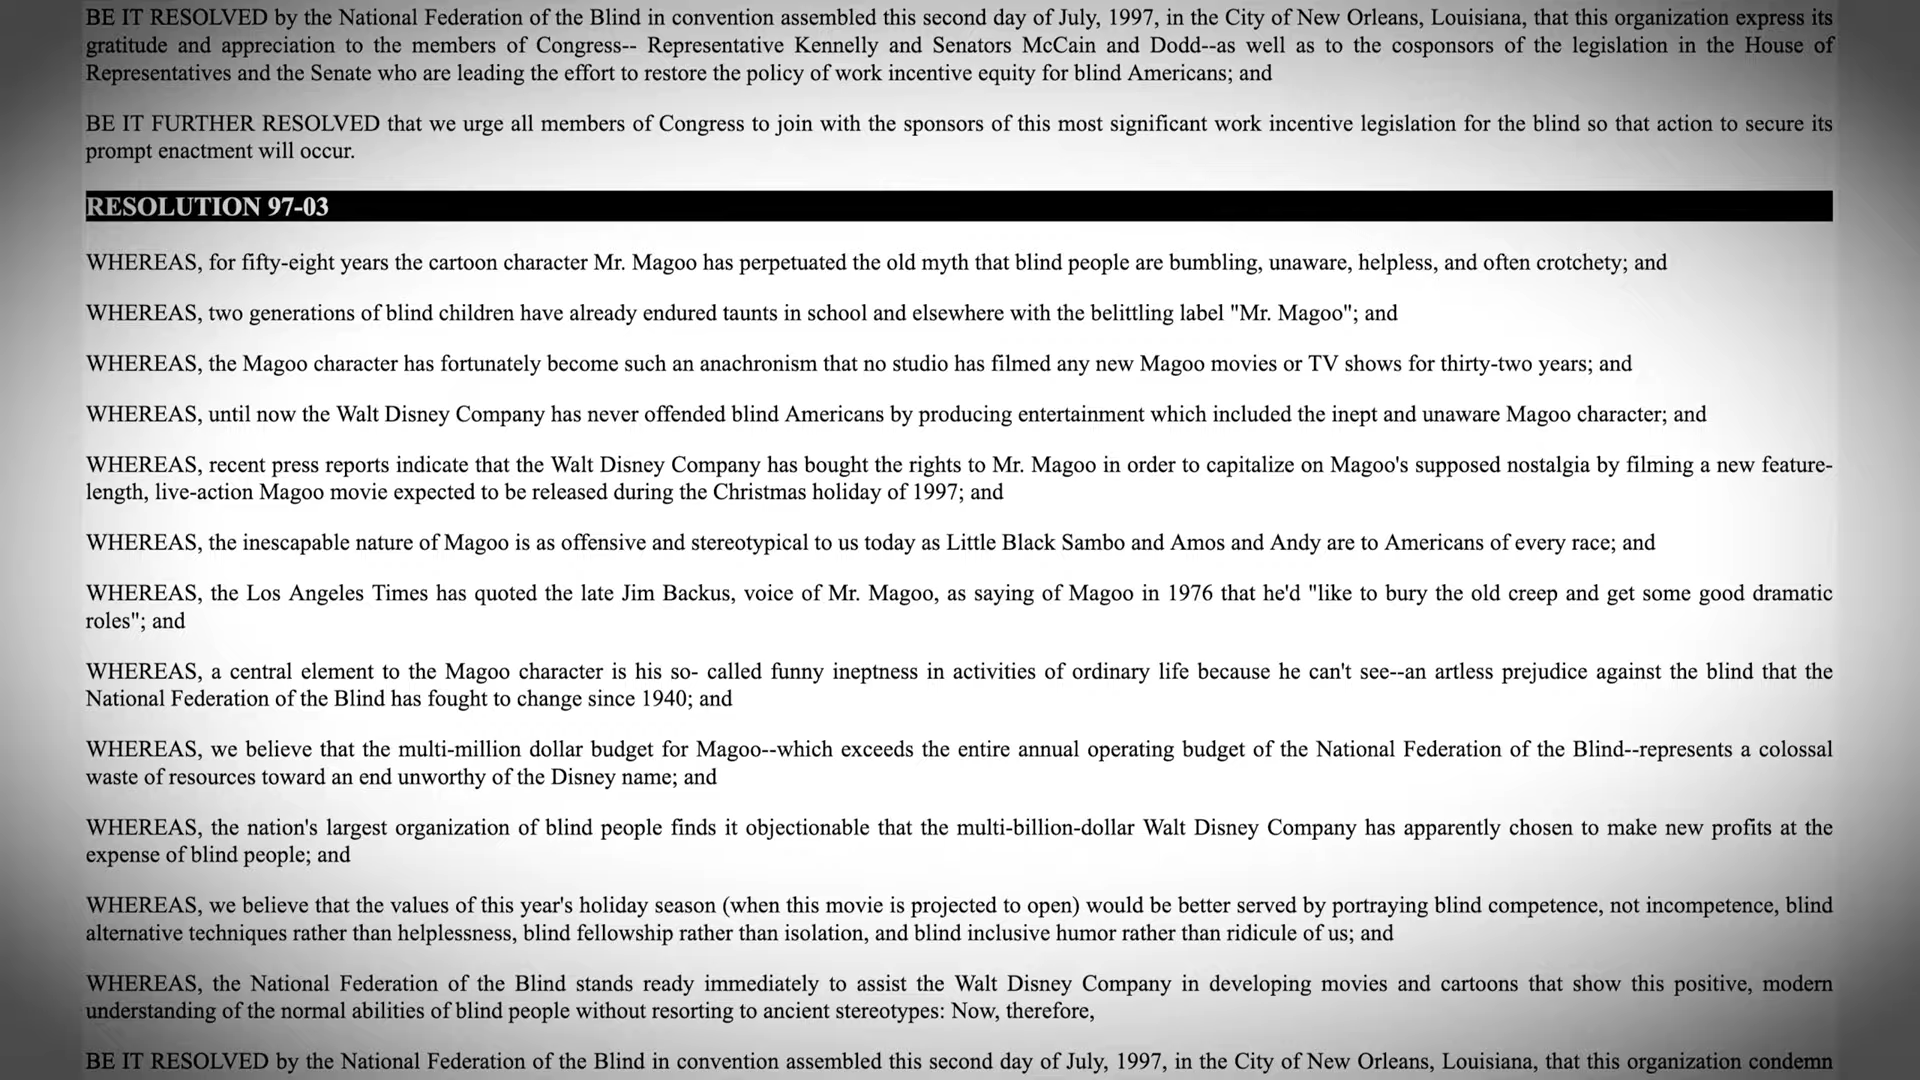 BE IT RESOLVED by the National Federation of the Blind in convention assembled this second day of July, 1997, in the City of New Orleans, Louisiana, that this organization express its
gratitude and appreciation to the members of Congress-- Representative Kennelly and Senators McCain and Dodd--as well as to the cosponsors of the legislation in the House of
Representatives and the Senate who are leading the effort to restore the policy of work incentive equity for blind Americans; and
BE IT FURTHER RESOLVED that we urge all members of Congress to join with the sponsors of this most significant work incentive legislation for the blind so that action to secure its
prompt enactment will occur.
RESOLUTION 97-03
WHEREAS, for fifty-eight years the cartoon character Mr. Magoo has perpetuated the old myth that blind people are bumbling, unaware, helpless, and often crotchety; and
WHEREAS, two generations of blind children have already endured taunts in school and elsewhere with the belittling label "Mr. Magoo"; and
WHEREAS, the Magoo character has fortunately become such an anachronism that no studio has filmed any new Magoo movies or TV shows for thirty-two years; and
WHEREAS, until now the Walt Disney Company has never offended blind Americans by producing entertainment which included the inept and unaware Magoo character; and
WHEREAS, recent press reports indicate that the Walt Disney Company has bought the rights to Mr. Magoo in order to capitalize on Magoo's supposed nostalgia by filming a new feature-
length, live-action Magoo movie expected to be released during the Christmas holiday of 1997; and
WHEREAS, the inescapable nature of Magoo is as offensive and stereotypical to us today as Little Black Sambo and Amos and Andy are to Americans of every race; and
WHEREAS, the Los Angeles Times has quoted the late Jim Backus, voice of Mr. Magoo, as saying of Magoo in 1976 that he'd "like to bury the old creep and get some good dramatic
roles"; and
WHEREAS, a central element to the Magoo character is his so- called funny ineptness in activities of ordinary life because he can't see--an artless prejudice against the blind that the
National Federation of the Blind has fought to change since 1940; and
WHEREAS, we believe that the multi-million dollar budget for Magoo--which exceeds the entire annual operating budget of the National Federation of the Blind--represents a colossal
waste of resources toward an end unworthy of the Disney name; and
WHEREAS, the nation's largest organization of blind people finds it objectionable that the multi-billion-dollar Walt Disney Company has apparently chosen to make new profits at the
expense of blind people; and
WHEREAS, we believe that the values of this year's holiday season (when this movie is projected to open) would be better served by portraying blind competence, not incompetence, blind
alternative techniques rather than helplessness, blind fellowship rather than isolation, and blind inclusive humor rather than ridicule of us; and
WHEREAS, the National Federation of the Blind stands ready immediately to assist the Walt Disney Company in developing movies and cartoons that show this positive, modern
understanding of the normal abilities of blind people without resorting to ancient stereotypes: Now, therefore,
BE IT RESOLVED by the National Federation of the Blind in convention assembled this second day of July, 1997, in the City of New Orleans, Louisiana, that this organization condemn